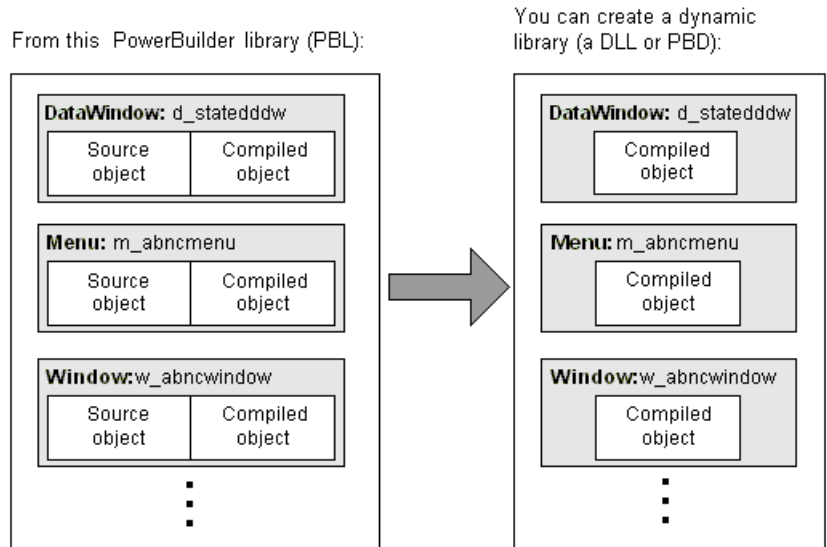 From this PowerBuilder library (PBL):
DataWindow: d_statedddw
Source
object
Compiled
object
Menu: m_abncmenu
Source
object
Compiled
object
Window:w_abncwindow
Source
object
Compiled
object
You can create a dynamic
library (a DLL or PBD):
DataWindow: d_statedddw
Compiled
object
Menu: m_abncmenu
Compiled
object
Window:w_abncwindow
Compiled
object